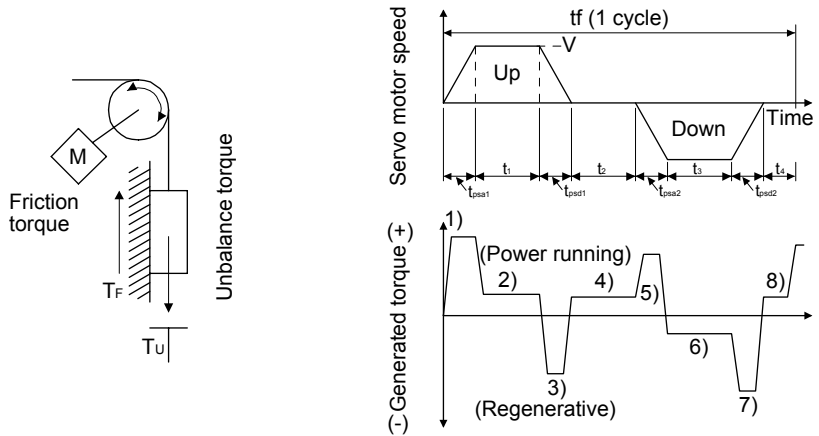 M
Friction
torque
TF
TU
Unbalance torque
Servo motor speed
tf (1 cycle)
V
Up
Down
Time
tpsa1
t1
tpsd1
t2
tpsa2
t3
tpsd2
t4
Generated torque
(+)
(-)
(Power running)
(Regenerative)
1)
2)
3)
4)
5)
6)
7)
8)